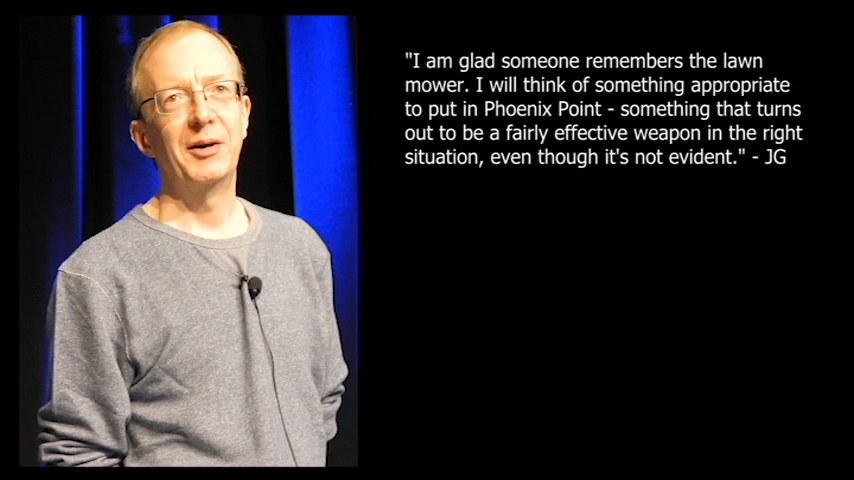 "I am glad someone remembers the lawn
mower. I will think of something appropriate
to put in Phoenix Point - something that turns
out to be a fairly effective weapon in the right
situation, even though it's not evident." - JG